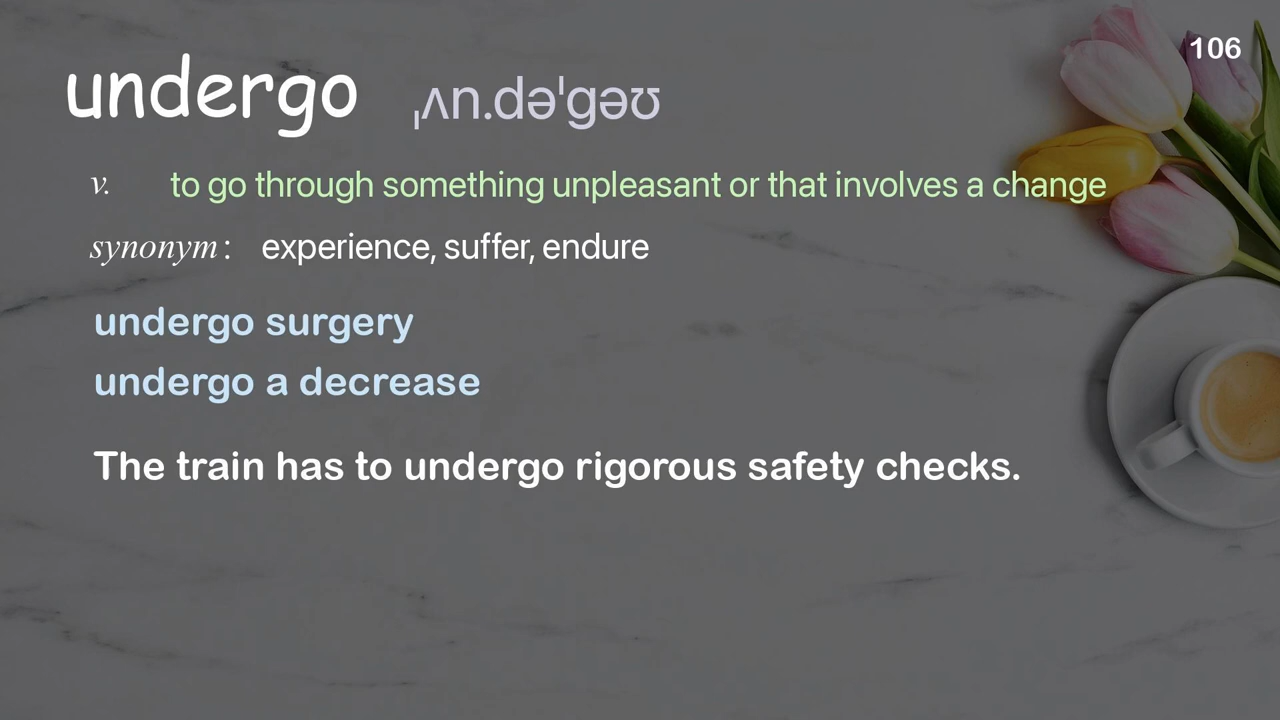 106
undergo ˌʌn.dəˈgəʊ
v. to go through something unpleasant or that involves a change
synonym : experience, suffer, endure
undergo surgery
undergo a decrease
The train has to undergo rigorous safety checks.